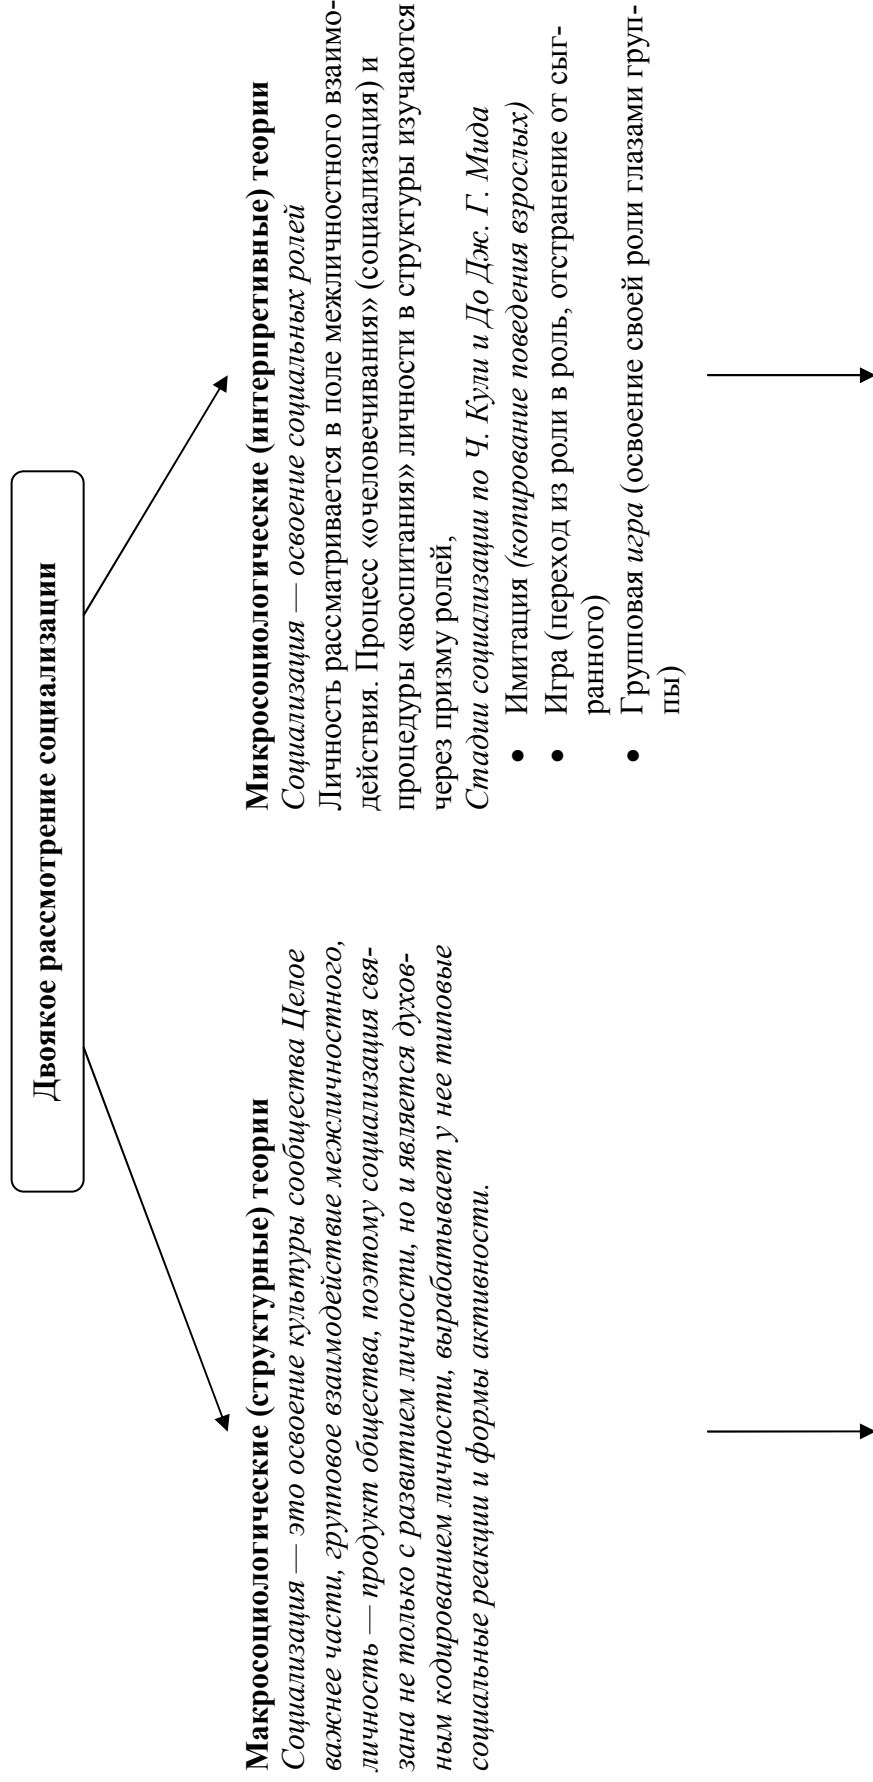 Двоякое рассмотрение социализации
Макросоциологические (структурные) теории
Социализация — это освоение культуры сообщества Целое
важнее части, групповое взаимодействие межличностного,
личность — продукт общества, поэтому социализация свя-
зана не только с развитием личности, но и является духов-
ным кодированием личности, вырабатывает у нее типовые
социальные реакции и формы активности.
Микросоциологические (интерпретивные) теории
Социализация — освоение социальных ролей
Личность рассматривается в поле межличностного взаимо-
действия. Процесс «очеловечивания» (социализация) и
процедуры «воспитания» личности в структуры изучаются
через призму ролей,
Стадии социализации по Ч. Кули и До Дж. Г. Мида
• Имитация (копирование поведения взрослых)
• Игра (переход из роли в роль, отстранение от сыг-
ранного)
• Групповая игра (освоение своей роли глазами груп-
пы)